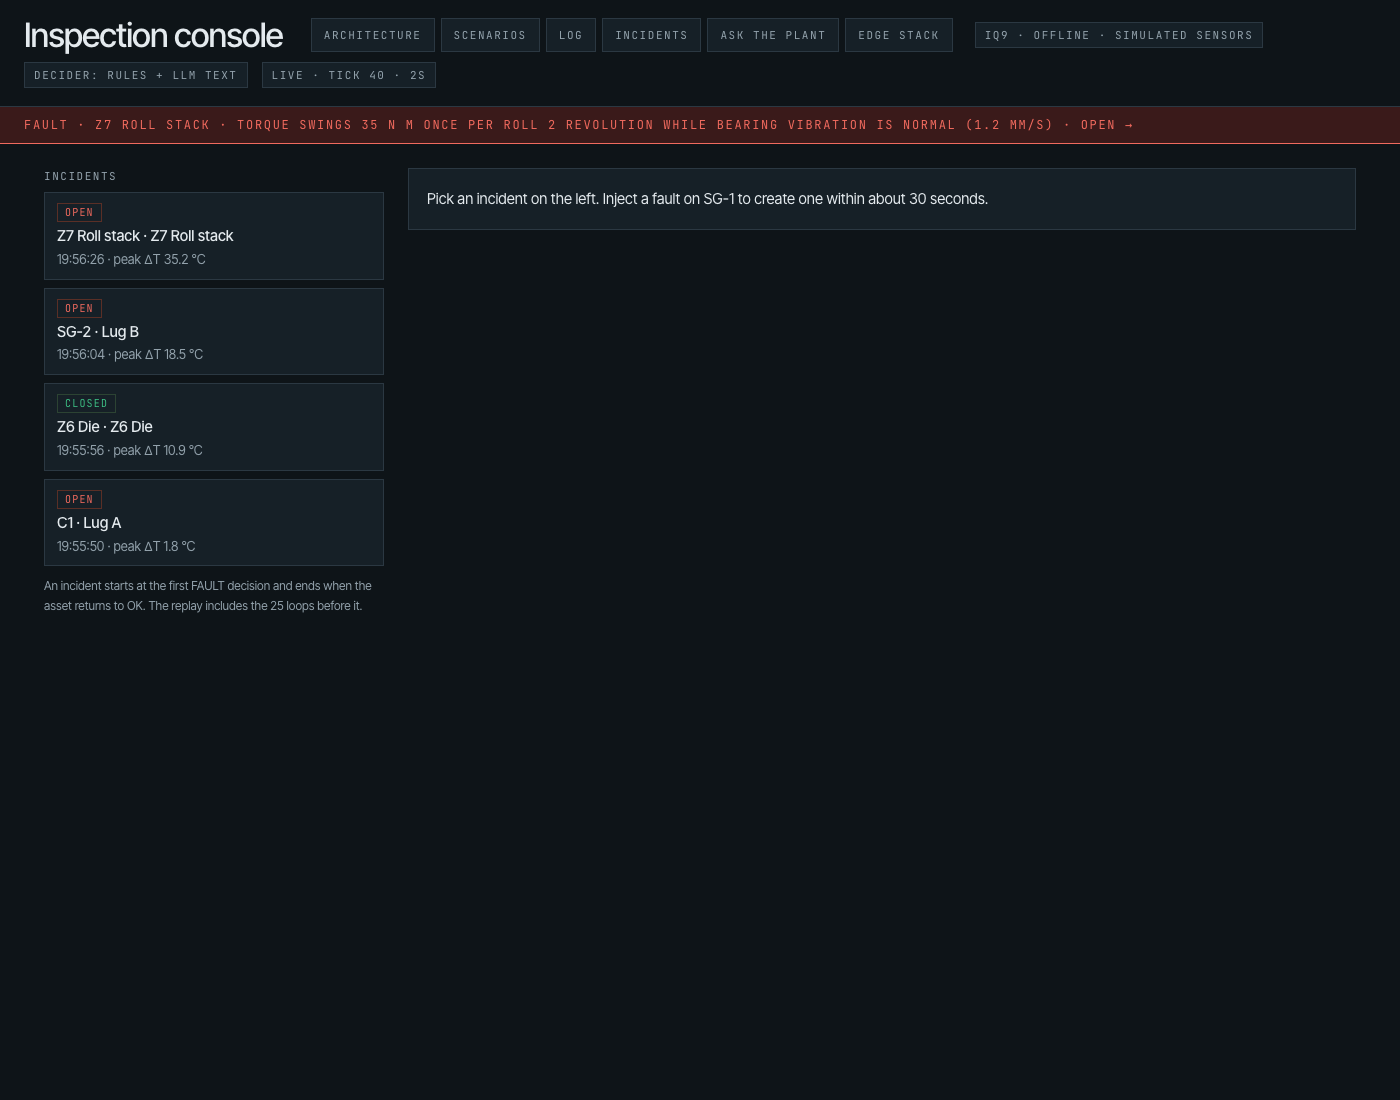 Inspection console
ARCHITECTURE
SCENARIOS
LOG
INCIDENTS
ASK THE PLANT
EDGE STACK
IQ9 · OFFLINE · SIMULATED SENSORS
DECIDER: RULES + LLM TEXT
LIVE · TICK 40 · 2S
FAULT · Z7 ROLL STACK · TORQUE SWINGS 35 N M ONCE PER ROLL 2 REVOLUTION WHILE BEARING VIBRATION IS NORMAL (1.2 MM/S) · OPEN →
INCIDENTS
OPEN
Z7 Roll stack · Z7 Roll stack
19:56:26 · peak ΔT 35.2 °C
OPEN
SG-2 · Lug B
19:56:04 · peak ΔT 18.5 °C
CLOSED
Z6 Die · Z6 Die
19:55:56 · peak ΔT 10.9 °C
OPEN
C1 · Lug A
19:55:50 · peak ΔT 1.8 °C
An incident starts at the first FAULT decision and ends when the
asset returns to OK. The replay includes the 25 loops before it.
Pick an incident on the left. Inject a fault on SG-1 to create one within about 30 seconds.